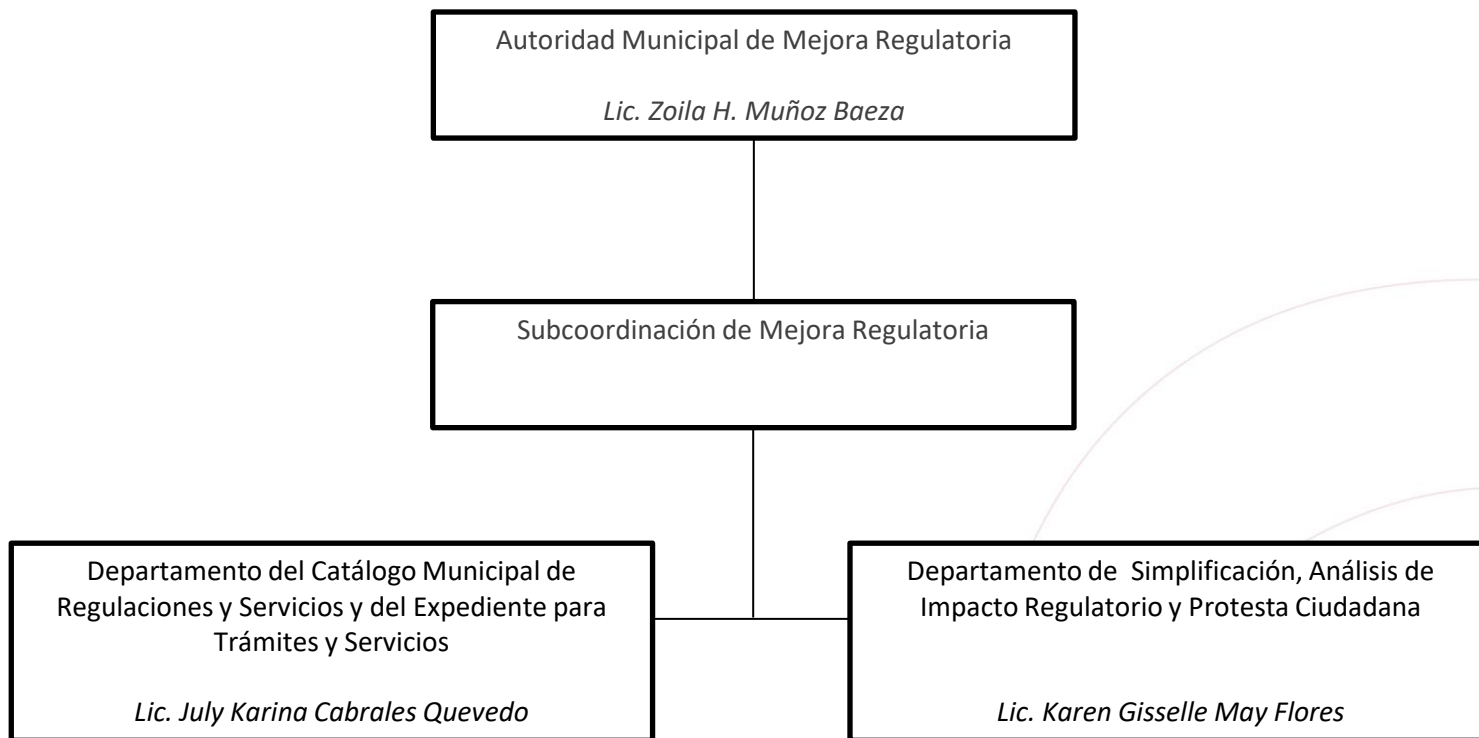 Autoridad Municipal de Mejora Regulatoria
Lic. Zoila H. Muñoz Baeza
Subcoordinación de Mejora Regulatoria
Departamento del Catálogo Municipal de
Regulaciones y Servicios y del Expediente para
Trámites y Servicios
Lic. July Karina Cabrales Quevedo
Departamento de  Simplificación, Análisis de
Impacto Regulatorio y Protesta Ciudadana
Lic. Karen Gisselle May Flores